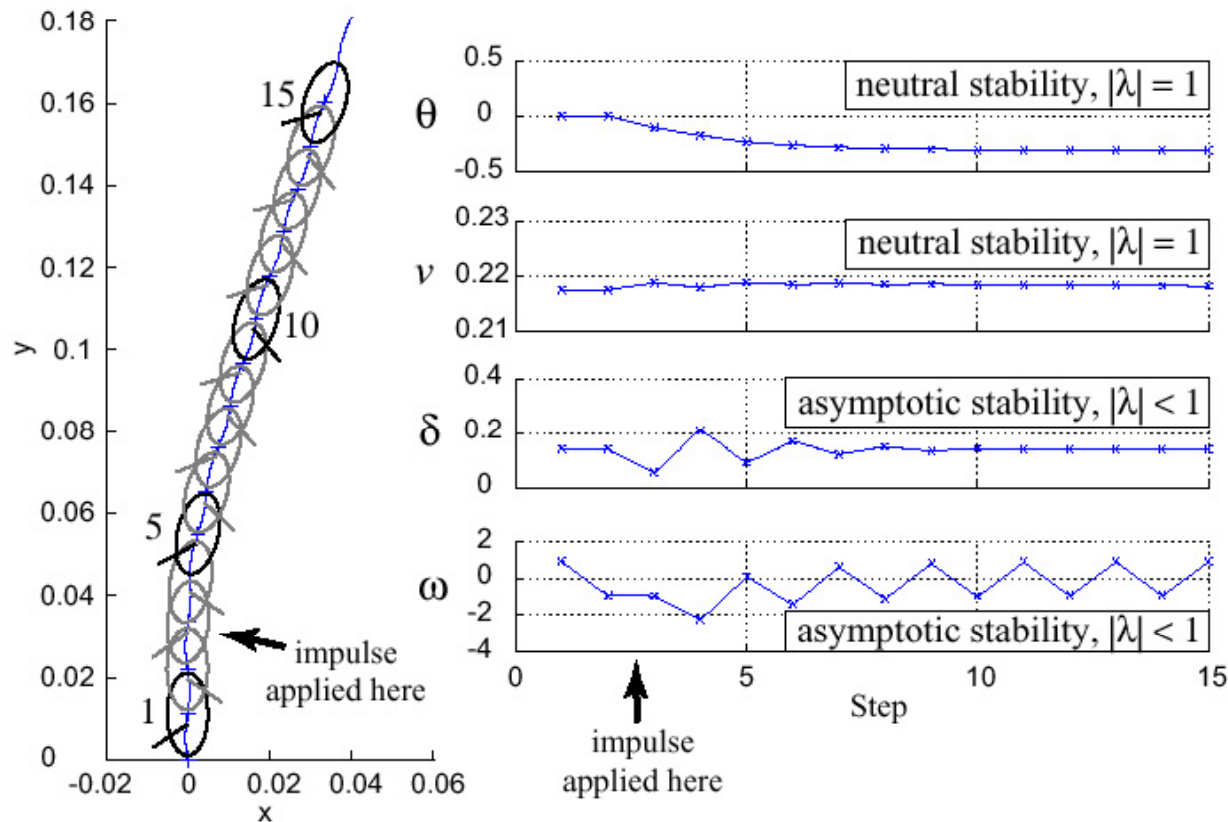 0.18
0.16
0.14
0.12
0.1
0.08
0.06
0.04
0.02
0
y
-0.02
0
0.02
0.04
0.06
x
15
10
5
1
impulse
applied here
θ
0.5
0
-0.5
neutral stability, |λ| = 1
v
0.23
0.22
0.21
neutral stability, |λ| = 1
δ
0.4
0.2
0
asymptotic stability, |λ| < 1
ω
2
0
-2
-4
asymptotic stability, |λ| < 1
0
5
10
15
Step
impulse
applied here